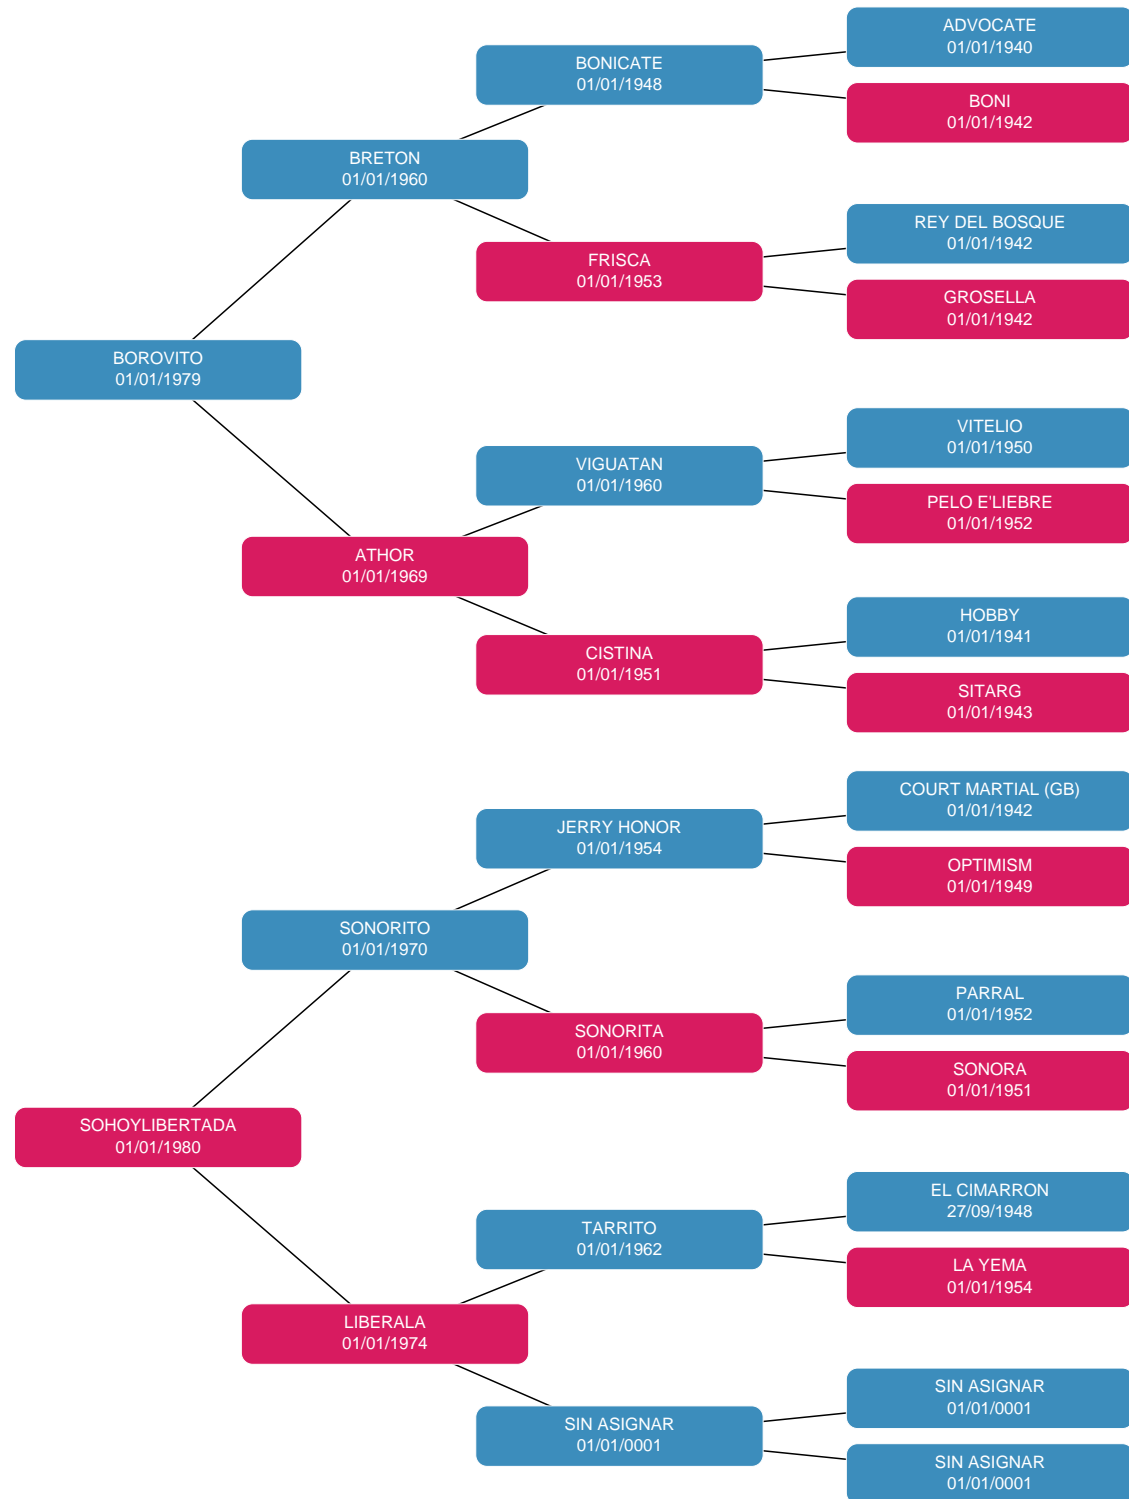 ADVOCATE
01/01/1940
BONICATE
01/01/1948
BONI
01/01/1942
BRETON
01/01/1960
REY DEL BOSQUE
01/01/1942
FRISCA
01/01/1953
GROSELLA
01/01/1942
BOROVITO
01/01/1979
VITELIO
01/01/1950
VIGUATAN
01/01/1960
PELO E'LIEBRE
01/01/1952
ATHOR
01/01/1969
HOBBY
01/01/1941
CISTINA
01/01/1951
SITARG
01/01/1943
COURT MARTIAL (GB)
01/01/1942
JERRY HONOR
01/01/1954
OPTIMISM
01/01/1949
SONORITO
01/01/1970
PARRAL
01/01/1952
SONORITA
01/01/1960
SONORA
01/01/1951
SOHOYLIBERTADA
01/01/1980
EL CIMARRON
27/09/1948
TARRITO
01/01/1962
LA YEMA
01/01/1954
LIBERALA
01/01/1974
SIN ASIGNAR
01/01/0001
SIN ASIGNAR
01/01/0001
SIN ASIGNAR
01/01/0001